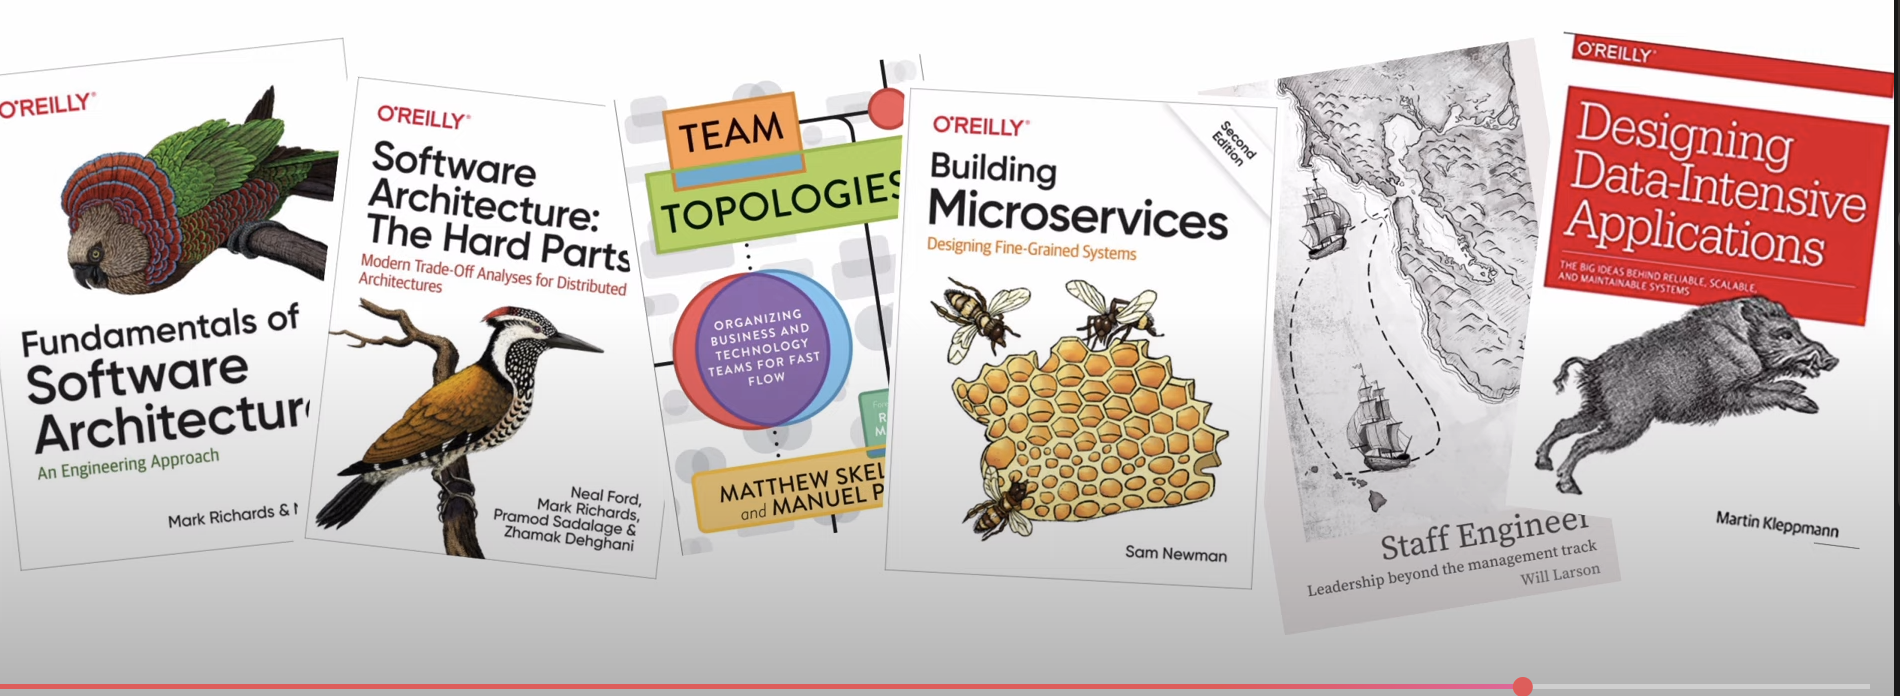 O'REILLY®
Fundamentals of
Software
Architectur
An Engineering Approach
Mark Richards &
O'REILLY®
Software
Architecture:
The Hard Parts
Modern Trade-Off Analyses for Distributed
Architectures
Neal Ford,
Mark Richards,
Pramod Sadalage &
Zhamak Dehghani
TEAM
TOPOLOGIES
ORGANIZING
BUSINESS AND
TECHNOLOGY
TEAMS FOR FAST
FLOW
MATTHEW SKEL
and MANUEL P
O'REILLY®
Second
Edition
Building
Microservices
Designing Fine-Grained Systems
Sam Newman
Staff Engineer
Leadership beyond the management track
Will Larson
O'REILLY®
Designing
Data-Intensive
Applications
THE BIG IDEAS BEHIND RELIABLE, SCALABLE,
AND MAINTAINABLE SYSTEMS
Martin Kleppmann